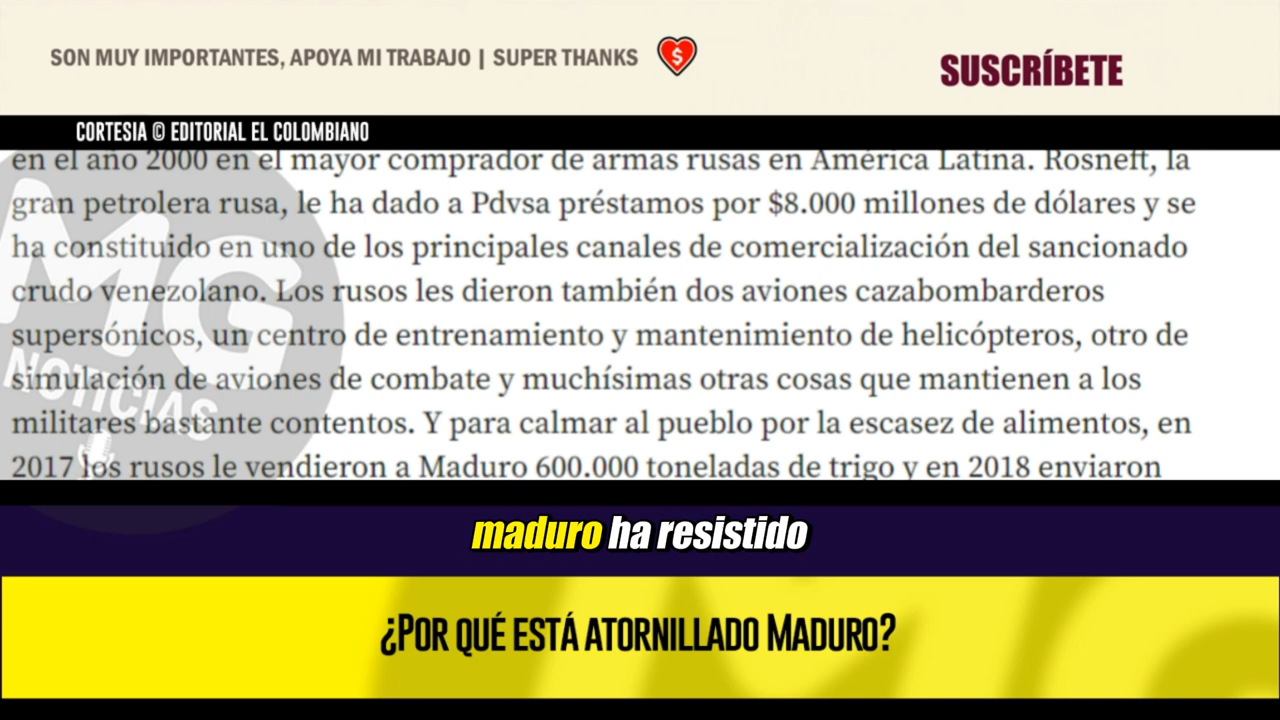 SON MUY IMPORTANTES, APOYA MI TRABAJO | SUPER THANKS
$
SUSCRÍBETE
CORTESIA © EDITORIAL EL COLOMBIANO
en el año 2000 en el mayor comprador de armas rusas en América Latina. Rosneft, la
gran petrolera rusa, le ha dado a Pdvsa préstamos por $8.000 millones de dólares y se
ha constituido en uno de los principales canales de comercialización del sancionado
crudo venezolano. Los rusos les dieron también dos aviones cazabombarderos
supersónicos, un centro de entrenamiento y mantenimiento de helicópteros, otro de
simulación de aviones de combate y muchísimas otras cosas que mantienen a los
militares bastante contentos. Y para calmar al pueblo por la escasez de alimentos, en
2017 los rusos le vendieron a Maduro 600.000 toneladas de trigo y en 2018 enviaron
MG
NOTICIAS
maduro ha resistido
¿POR QUÉ ESTÁ ATORNILLADO MADURO?